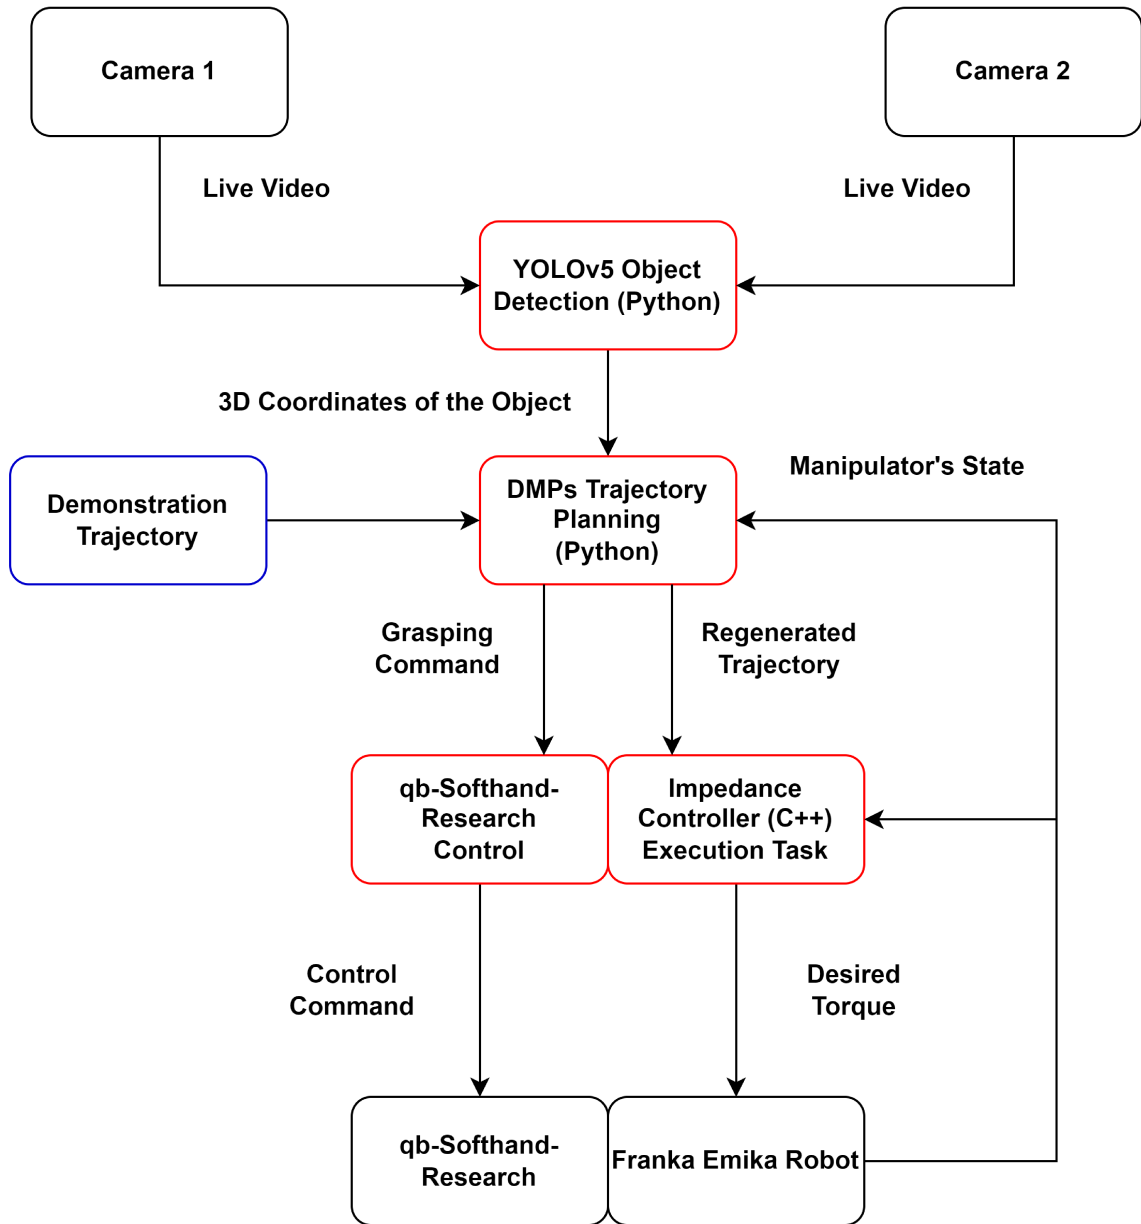 Camera 1
Camera 2
Live Video
Live Video
YOLOv5 Object
Detection (Python)
3D Coordinates of the Object
Manipulator's State
Demonstration
Trajectory
DMPs Trajectory
Planning
(Python)
Grasping
Command
Regenerated
Trajectory
qb-Softhand-
Research
Control
Impedance
Controller (C++)
Execution Task
Control
Command
Desired
Torque
qb-Softhand-
Research
Franka Emika Robot